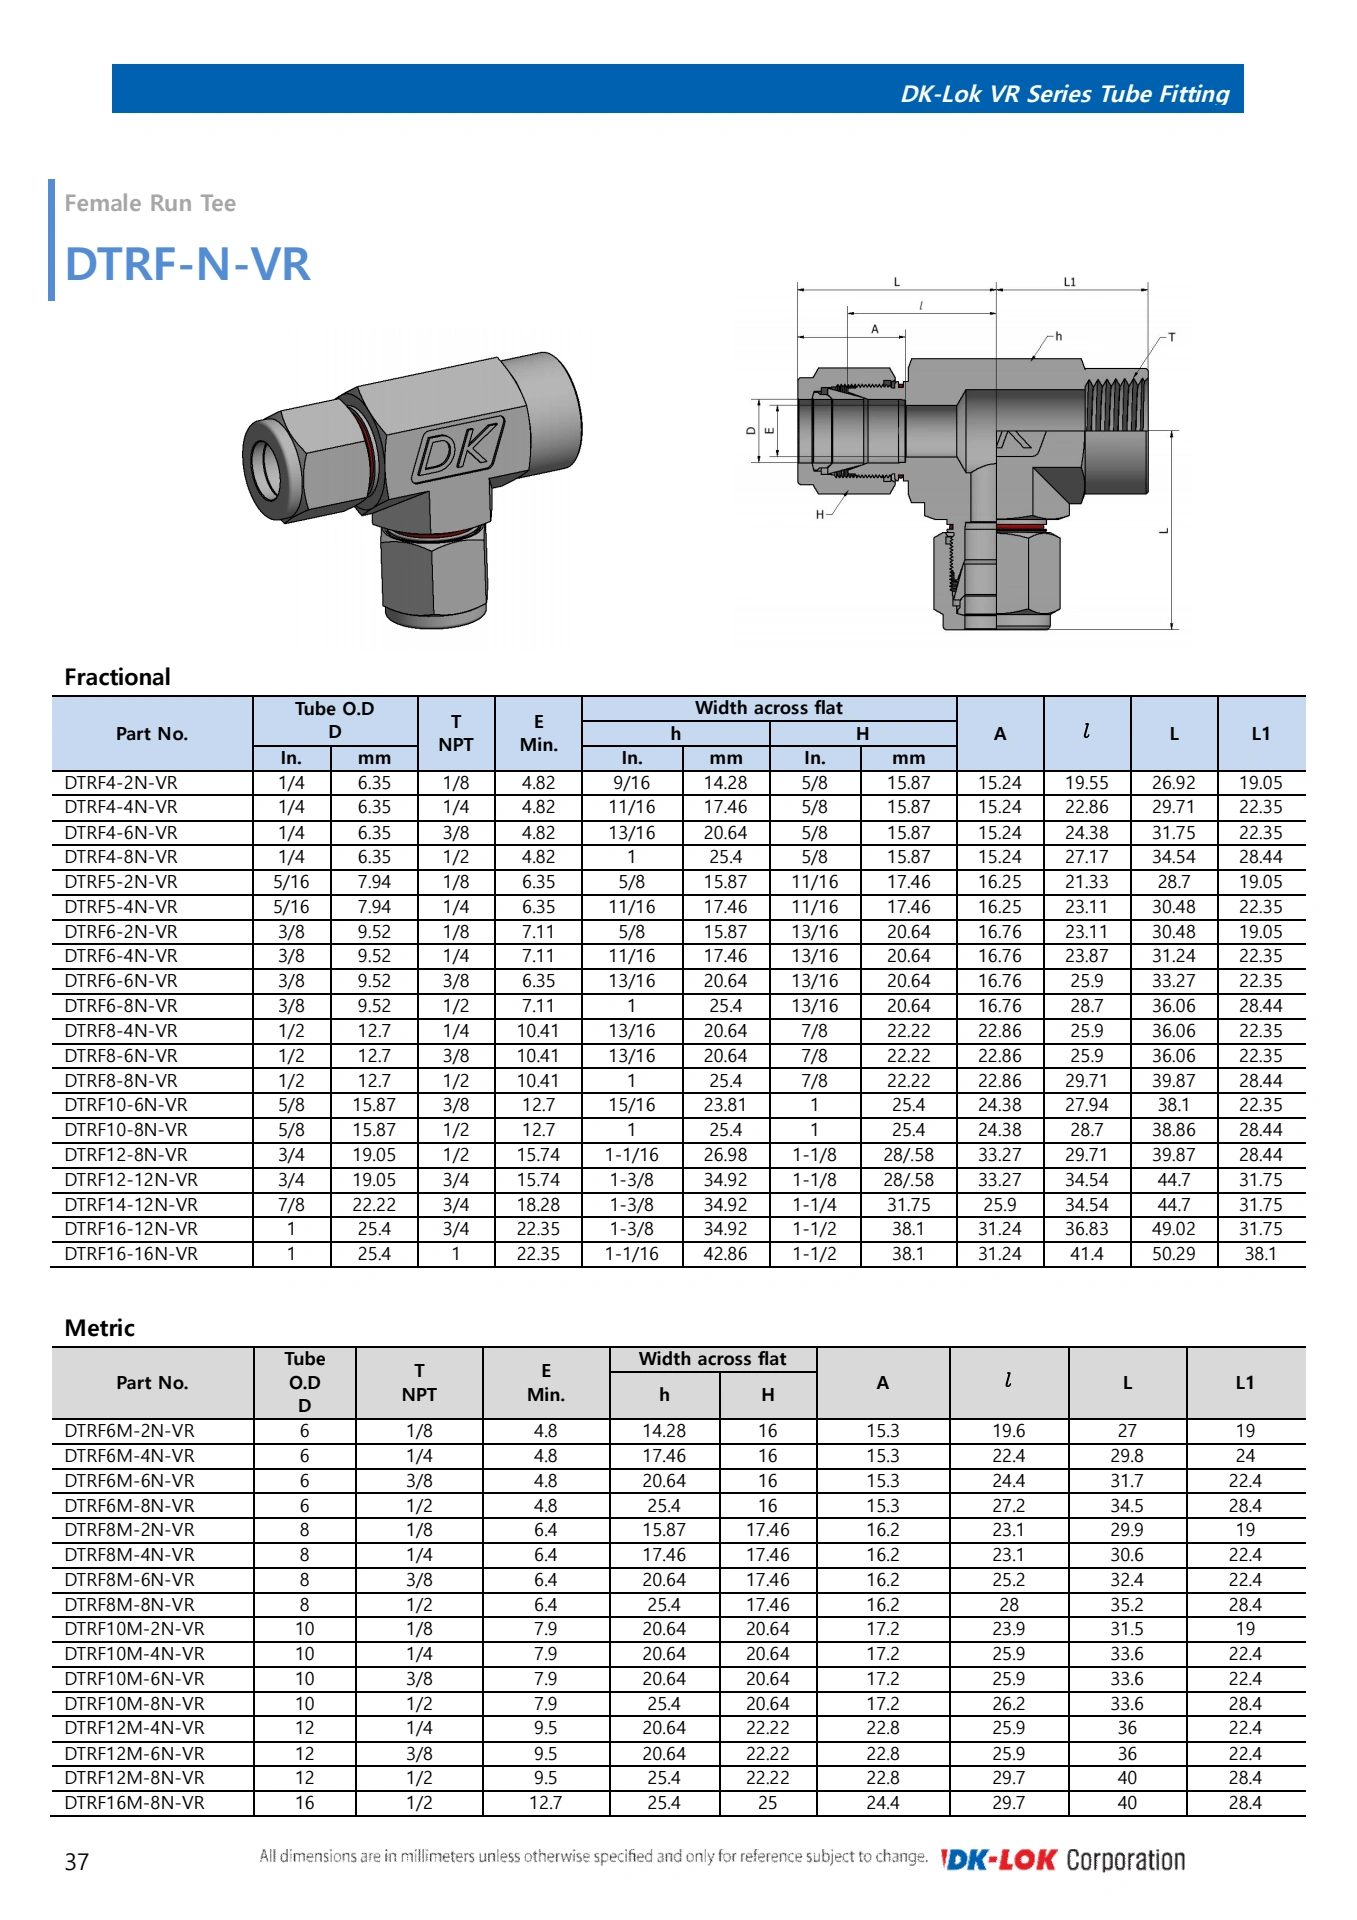 DK-Lok VR Series Tube Fitting
Female Run Tee
DTRF-N-VR
L L1
l
A
h
T
D E
H
L
DK
Fractional
Part No. Tube O.D D T NPT E Min. Width across flat A l L L1
h H
In. mm In. mm In. mm
DTRF4-2N-VR 1/4 6.35 1/8 4.82 9/16 14.28 5/8 15.87 15.24 19.55 26.92 19.05
DTRF4-4N-VR 1/4 6.35 1/4 4.82 11/16 17.46 5/8 15.87 15.24 22.86 29.71 22.35
DTRF4-6N-VR 1/4 6.35 3/8 4.82 13/16 20.64 5/8 15.87 15.24 24.38 31.75 22.35
DTRF4-8N-VR 1/4 6.35 1/2 4.82 1 25.4 5/8 15.87 15.24 27.17 34.54 28.44
DTRF5-2N-VR 5/16 7.94 1/8 6.35 5/8 15.87 11/16 17.46 16.25 21.33 28.7 19.05
DTRF5-4N-VR 5/16 7.94 1/4 6.35 11/16 17.46 11/16 17.46 16.25 23.11 30.48 22.35
DTRF6-2N-VR 3/8 9.52 1/8 7.11 5/8 15.87 13/16 20.64 16.76 23.11 30.48 19.05
DTRF6-4N-VR 3/8 9.52 1/4 7.11 11/16 17.46 13/16 20.64 16.76 23.87 31.24 22.35
DTRF6-6N-VR 3/8 9.52 3/8 6.35 13/16 20.64 13/16 20.64 16.76 25.9 33.27 22.35
DTRF6-8N-VR 3/8 9.52 1/2 7.11 1 25.4 13/16 20.64 16.76 28.7 36.06 28.44
DTRF8-4N-VR 1/2 12.7 1/4 10.41 13/16 20.64 7/8 22.22 22.86 25.9 36.06 22.35
DTRF8-6N-VR 1/2 12.7 3/8 10.41 13/16 20.64 7/8 22.22 22.86 25.9 36.06 22.35
DTRF8-8N-VR 1/2 12.7 1/2 10.41 1 25.4 7/8 22.22 22.86 29.71 39.87 28.44
DTRF10-6N-VR 5/8 15.87 3/8 12.7 15/16 23.81 1 25.4 24.38 27.94 38.1 22.35
DTRF10-8N-VR 5/8 15.87 1/2 12.7 1 25.4 1 25.4 24.38 28.7 38.86 28.44
DTRF12-8N-VR 3/4 19.05 1/2 15.74 1-1/16 26.98 1-1/8 28/.58 33.27 29.71 39.87 28.44
DTRF12-12N-VR 3/4 19.05 3/4 15.74 1-3/8 34.92 1-1/8 28/.58 33.27 34.54 44.7 31.75
DTRF14-12N-VR 7/8 22.22 3/4 18.28 1-3/8 34.92 1-1/4 31.75 25.9 34.54 44.7 31.75
DTRF16-12N-VR 1 25.4 3/4 22.35 1-3/8 34.92 1-1/2 38.1 31.24 36.83 49.02 31.75
DTRF16-16N-VR 1 25.4 1 22.35 1-1/16 42.86 1-1/2 38.1 31.24 41.4 50.29 38.1
Metric
Part No. Tube O.D D T NPT E Min. Width across flat A l L L1
h H
DTRF6M-2N-VR 6 1/8 4.8 14.28 16 15.3 19.6 27 19
DTRF6M-4N-VR 6 1/4 4.8 17.46 16 15.3 22.4 29.8 24
DTRF6M-6N-VR 6 3/8 4.8 20.64 16 15.3 24.4 31.7 22.4
DTRF6M-8N-VR 6 1/2 4.8 25.4 16 15.3 27.2 34.5 28.4
DTRF8M-2N-VR 8 1/8 6.4 15.87 17.46 16.2 23.1 29.9 19
DTRF8M-4N-VR 8 1/4 6.4 17.46 17.46 16.2 23.1 30.6 22.4
DTRF8M-6N-VR 8 3/8 6.4 20.64 17.46 16.2 25.2 32.4 22.4
DTRF8M-8N-VR 8 1/2 6.4 25.4 17.46 16.2 28 35.2 28.4
DTRF10M-2N-VR 10 1/8 7.9 20.64 20.64 17.2 23.9 31.5 19
DTRF10M-4N-VR 10 1/4 7.9 20.64 20.64 17.2 25.9 33.6 22.4
DTRF10M-6N-VR 10 3/8 7.9 20.64 20.64 17.2 25.9 33.6 22.4
DTRF10M-8N-VR 10 1/2 7.9 25.4 20.64 17.2 26.2 33.6 28.4
DTRF12M-4N-VR 12 1/4 9.5 20.64 22.22 22.8 25.9 36 22.4
DTRF12M-6N-VR 12 3/8 9.5 20.64 22.22 22.8 25.9 36 22.4
DTRF12M-8N-VR 12 1/2 9.5 25.4 22.22 22.8 29.7 40 28.4
DTRF16M-8N-VR 16 1/2 12.7 25.4 25 24.4 29.7 40 28.4
37 All dimensions are in millimeters unless otherwise specified and only for reference subject to change. DK-LOK Corporation